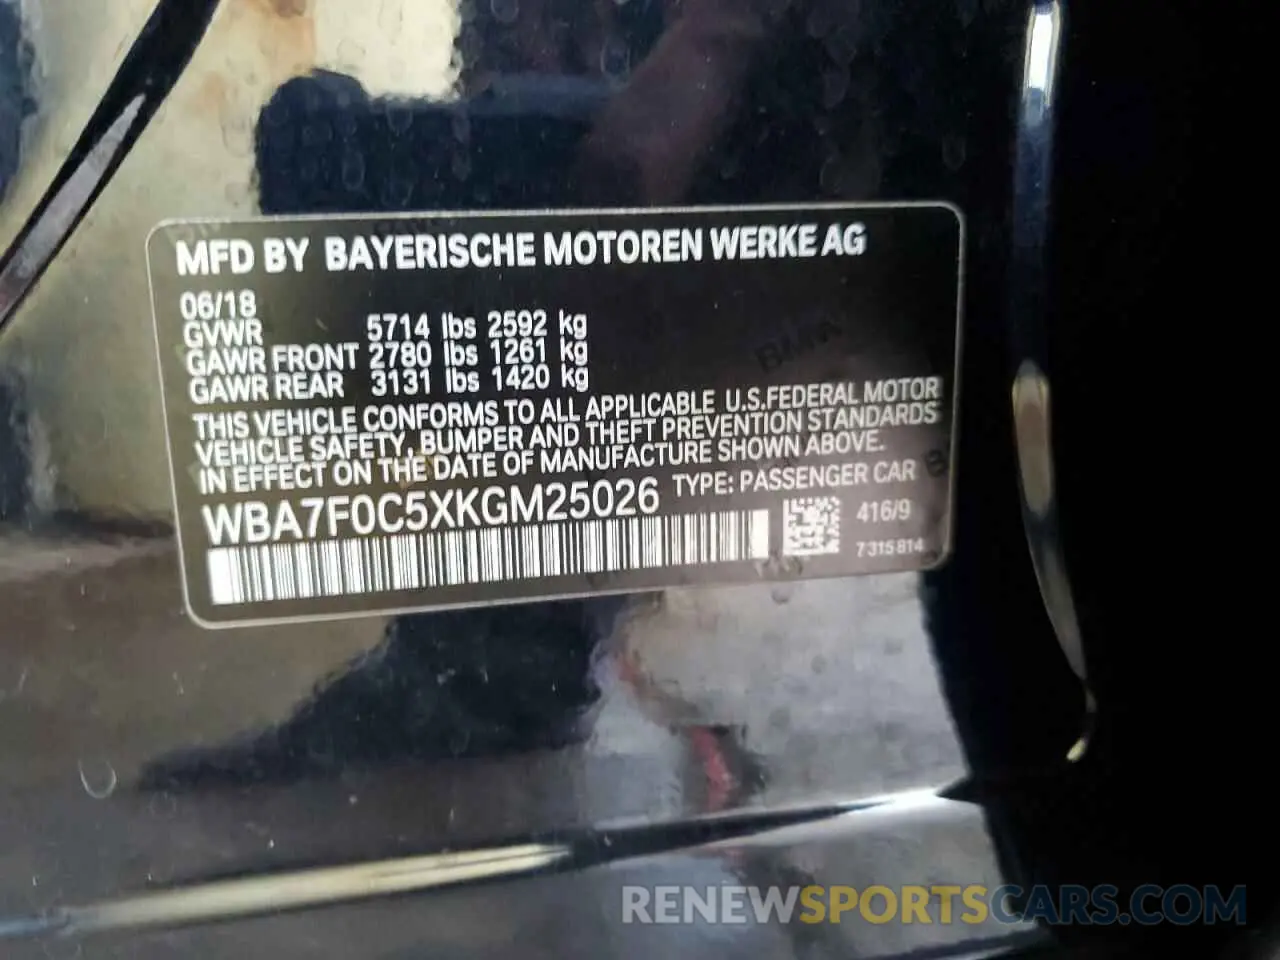 MFD BY BAYERISCHE MOTOREN WERKE AG
06/18
GVWR 5714 lbs 2592 kg
GAWR FRONT 2780 lbs 1261 kg
GAWR REAR 3131 lbs 1420 kg
THIS VEHICLE CONFORMS TO ALL APPLICABLE U.S.FEDERAL MOTOR
VEHICLE SAFETY, BUMPER AND THEFT PREVENTION STANDARDS
IN EFFECT ON THE DATE OF MANUFACTURE SHOWN ABOVE.
WBA7F0C5XKGM25026 TYPE: PASSENGER CAR
416/9
7315814
RENEWSPORTSCARS.COM